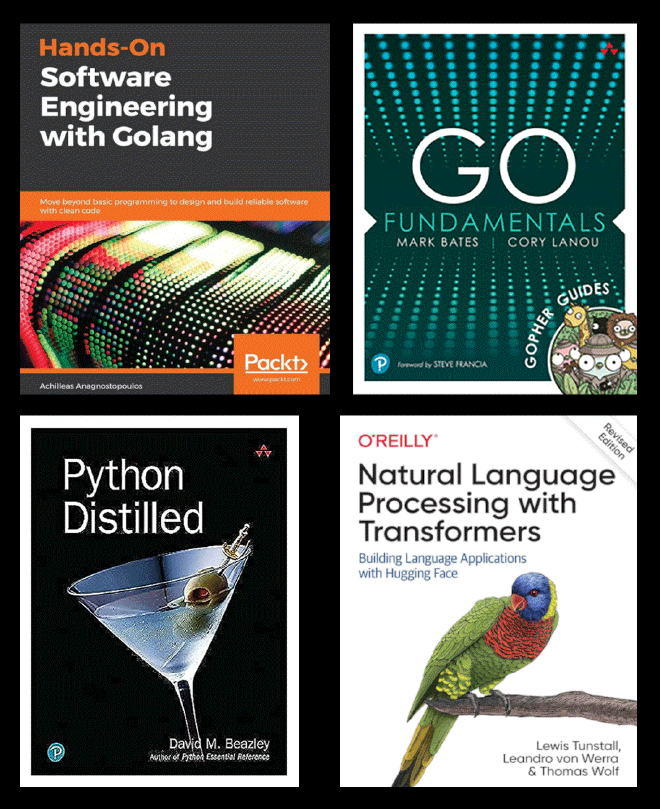 Hands-On
Software
Engineering
with Golang
Move beyond basic programming to design and build reliable software
with clean code
Packt>
www.packt.com
Achilleas Anagnostopoulos
GO
FUNDAMENTALS
MARK BATES | CORY LANOU
GOPHER GUIDES
P
Foreword by STEVE FRANCIA
Python
Distilled
David M. Beazley
Author of Python Essential Reference
P
O'REILLY®
Revised
Edition
Natural Language
Processing with
Transformers
Building Language Applications
with Hugging Face
Lewis Tunstall,
Leandro von Werra
& Thomas Wolf